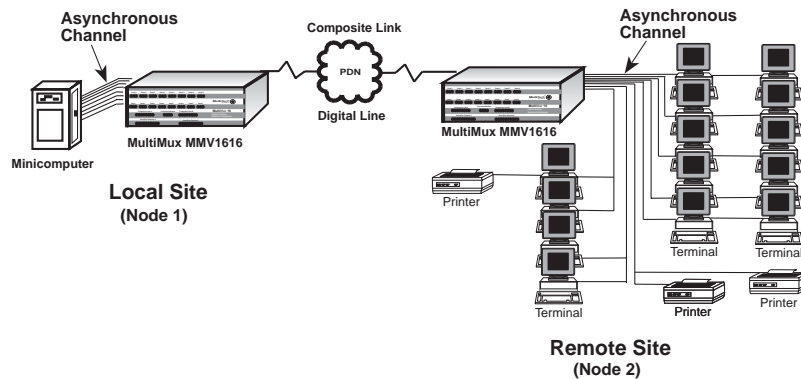 Asynchronous
Channel
Composite Link
PDN
Digital Line
Asynchronous
Channel
MultiMux MMV1616
MultiMux MMV1616
Minicomputer
Local Site
(Node 1)
Printer
Terminal
Terminal
Terminal
Printer
Printer
Remote Site
(Node 2)